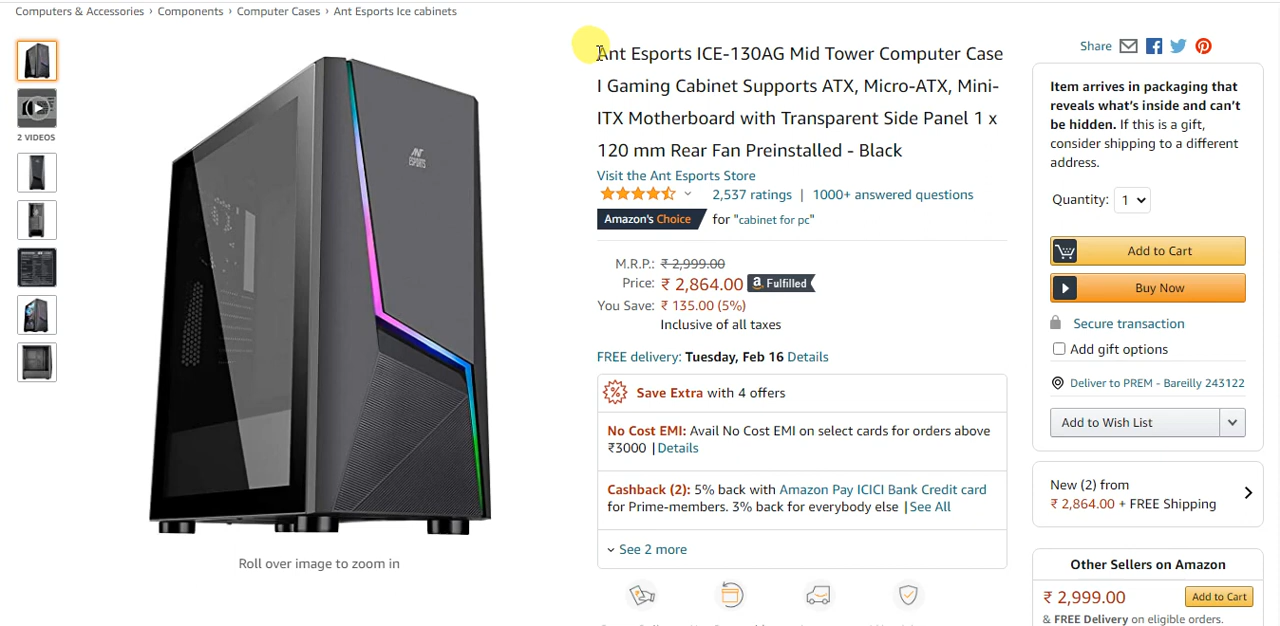 Computers & Accessories › Components › Computer Cases › Ant Esports Ice cabinets
2 VIDEOS
ANT
ESPORTS
Roll over image to zoom in
Ant Esports ICE-130AG Mid Tower Computer Case
I Gaming Cabinet Supports ATX, Micro-ATX, Mini-
ITX Motherboard with Transparent Side Panel 1 x
120 mm Rear Fan Preinstalled - Black
Visit the Ant Esports Store
2,537 ratings | 1000+ answered questions
Amazon's Choice for "cabinet for pc"
M.R.P.: ₹ 2,999.00
Price: ₹ 2,864.00 a Fulfilled
You Save: ₹ 135.00 (5%)
Inclusive of all taxes
FREE delivery: Tuesday, Feb 16 Details
Save Extra with 4 offers
No Cost EMI: Avail No Cost EMI on select cards for orders above
₹3000 | Details
Cashback (2): 5% back with Amazon Pay ICICI Bank Credit card
for Prime-members. 3% back for everybody else | See All
See 2 more
Share
Item arrives in packaging that
reveals what's inside and can't
be hidden. If this is a gift,
consider shipping to a different
address.
Quantity: 1
Add to Cart
Buy Now
Secure transaction
Add gift options
Deliver to PREM - Bareilly 243122
Add to Wish List
New (2) from
₹ 2,864.00 + FREE Shipping
Other Sellers on Amazon
₹ 2,999.00 Add to Cart
& FREE Delivery on eligible orders.